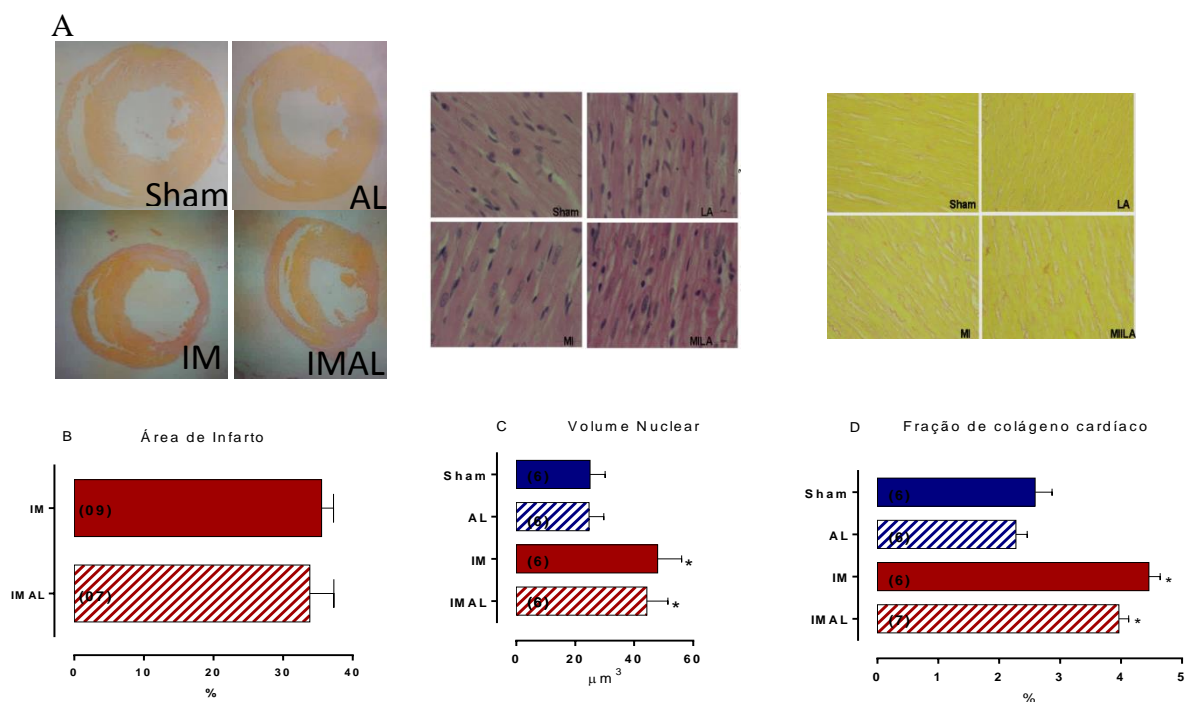 A
Sham
AL
IM
IMAL
Sham
LA
MI
MILA
Sham
LA
MI
MIILA
B Área de Infarto
IM
(09)
IMAL
(07)
0 10 20 30 40
%
C Volume Nuclear
Sham
(6)
AL
IM
(6)
*
IMAL
(6)
*
0 20 40 60
μm³
D Fração de colágeno cardíaco
Sham
(6)
AL
(6)
IM
(6)
*
IMAL
(7)
*
0 1 2 3 4 5
%